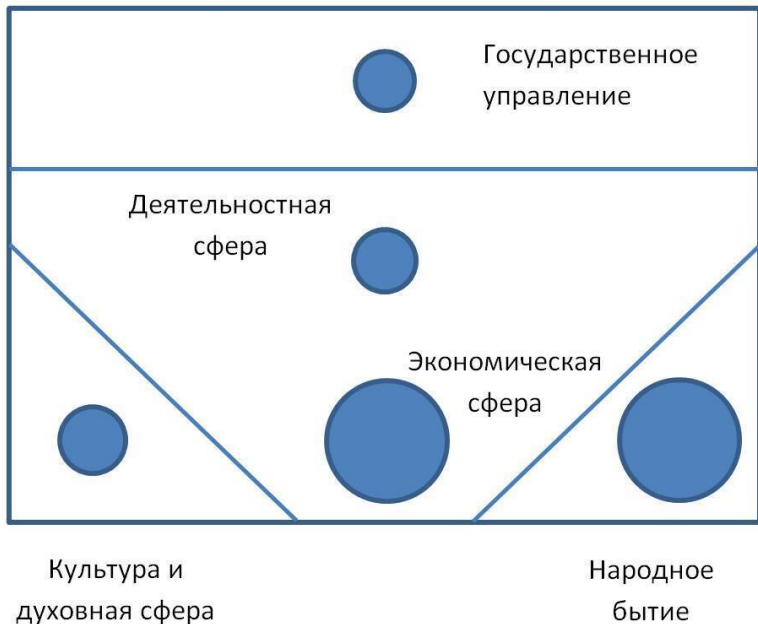 Государственное
управление
Деятельностная
сфера
Экономическая
сфера
Культура и
духовная сфера
Народное
бытие